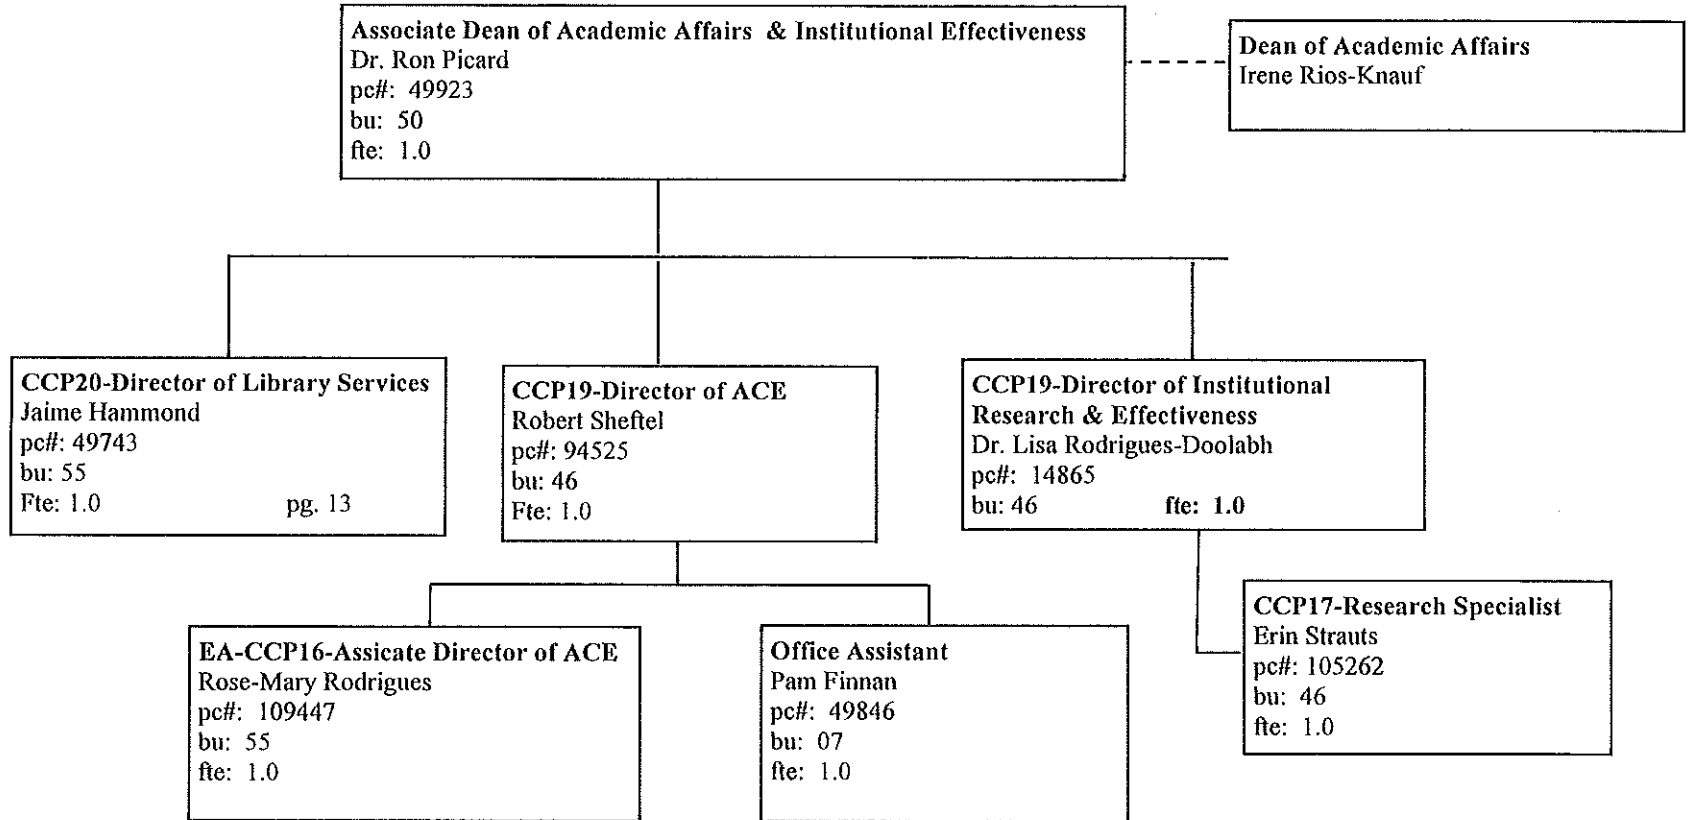 Associate Dean of Academic Affairs & Institutional Effectiveness
Dr. Ron Picard
pc#: 49923
bu: 50
fte: 1.0
Dean of Academic Affairs
Irene Rios-Knauf
CCP20-Director of Library Services
Jaime Hammond
pc#: 49743
bu: 55
Fte: 1.0 pg. 13
CCP19-Director of ACE
Robert Sheftel
pc#: 94525
bu: 46
Fte: 1.0
CCP19-Director of Institutional
Research & Effectiveness
Dr. Lisa Rodrigues-Doolabh
pc#: 14865
bu: 46 fte: 1.0
EA-CCP16-Assicate Director of ACE
Rose-Mary Rodrigues
pc#: 109447
bu: 55
fte: 1.0
Office Assistant
Pam Finnan
pc#: 49846
bu: 07
fte: 1.0
CCP17-Research Specialist
Erin Strauts
pc#: 105262
bu: 46
fte: 1.0